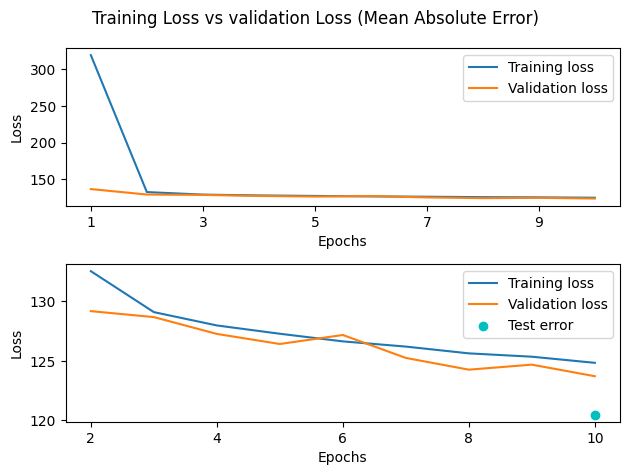 Training Loss vs validation Loss (Mean Absolute Error)
300
250
200
150
Loss
Training loss
Validation loss
1 3 5 7 9
Epochs
130
125
120
Loss
Training loss
Validation loss
Test error
2 4 6 8 10
Epochs